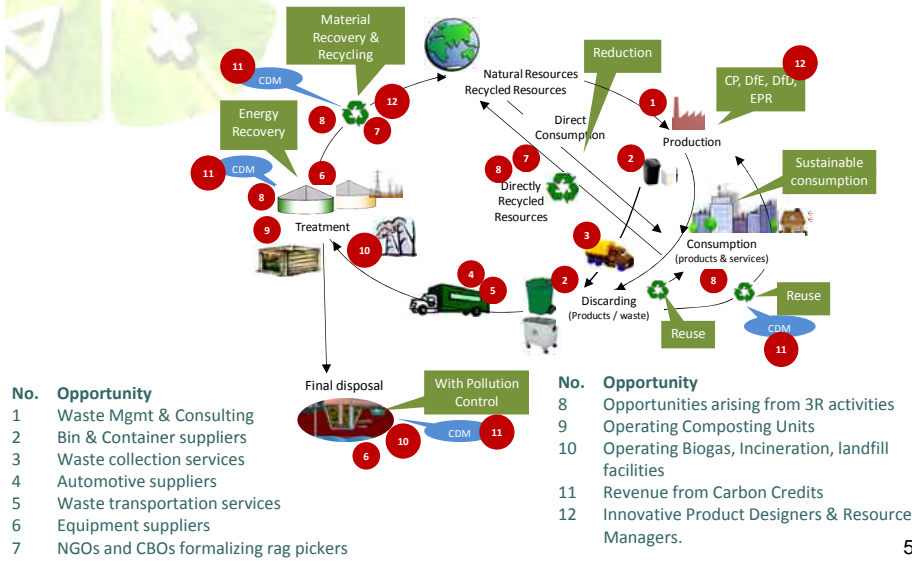 Material
Recovery &
Recycling
11
CDM
12
8
7
Natural Resources
Recycled Resources
Reduction
12
CP, DfE, DfD,
EPR
1
Production
Energy
Recovery
11
CDM
8
6
Direct
Consumption
7
8
Directly
Recycled
Resources
2
Sustainable
consumption
9
Treatment
10
3
Consumption
(products & services)
4
5
2
Discarding
(Products / waste)
8
Reuse
Reuse
CDM
11
Final disposal
With Pollution
Control
CDM
11
10
6
No. Opportunity
1 Waste Mgmt & Consulting
2 Bin & Container suppliers
3 Waste collection services
4 Automotive suppliers
5 Waste transportation services
6 Equipment suppliers
7 NGOs and CBOs formalizing rag pickers
No. Opportunity
8 Opportunities arising from 3R activities
9 Operating Composting Units
10 Operating Biogas, Incineration, landfill
facilities
11 Revenue from Carbon Credits
12 Innovative Product Designers & Resource
Managers.
5